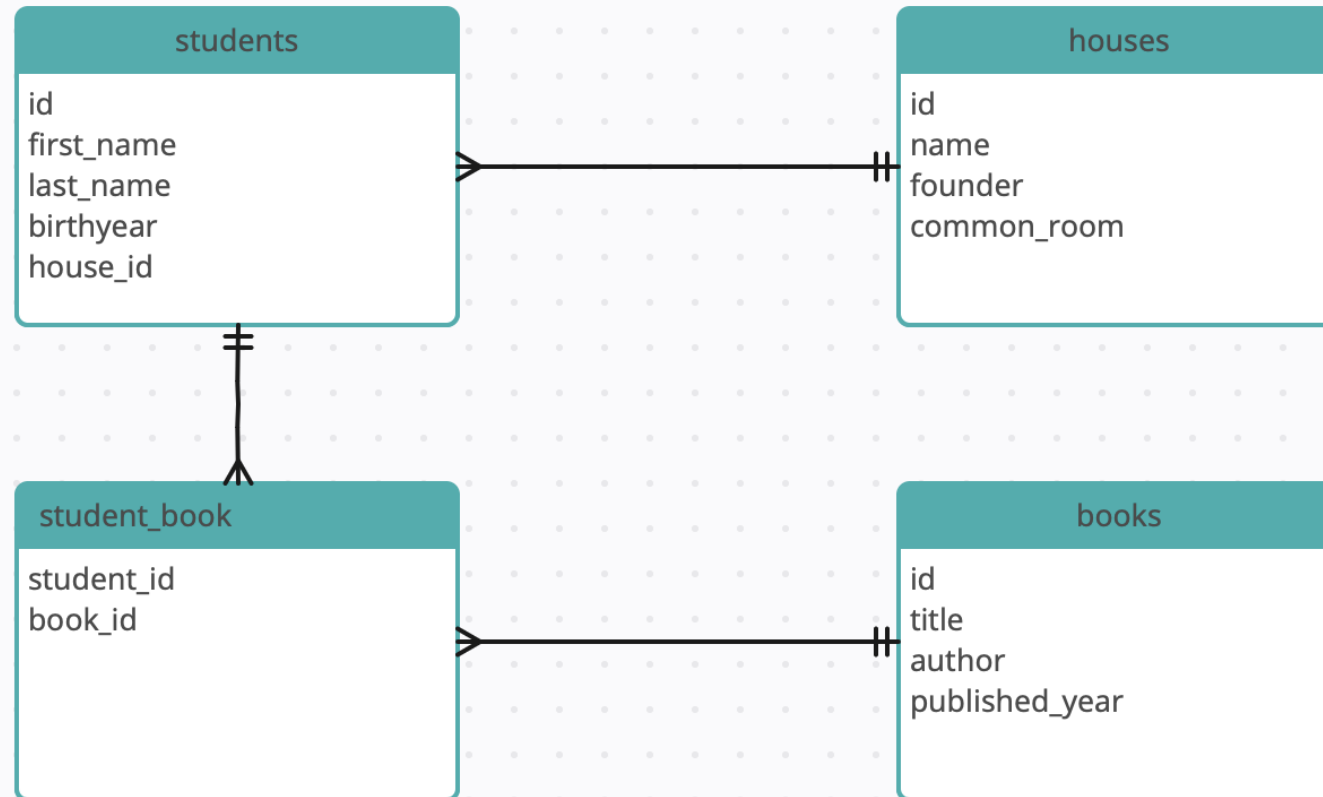 students
id
first_name
last_name
birthyear
house_id
houses
id
name
founder
common_room
student_book
student_id
book_id
books
id
title
author
published_year